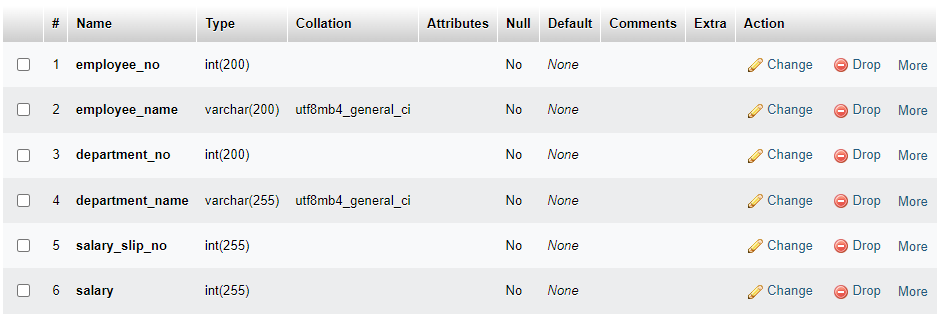 # Name Type Collation Attributes Null Default Comments Extra Action
1 employee_no int(200) No None Change Drop More
2 employee_name varchar(200) utf8mb4_general_ci No None Change Drop More
3 department_no int(200) No None Change Drop More
4 department_name varchar(255) utf8mb4_general_ci No None Change Drop More
5 salary_slip_no int(255) No None Change Drop More
6 salary int(255) No None Change Drop More